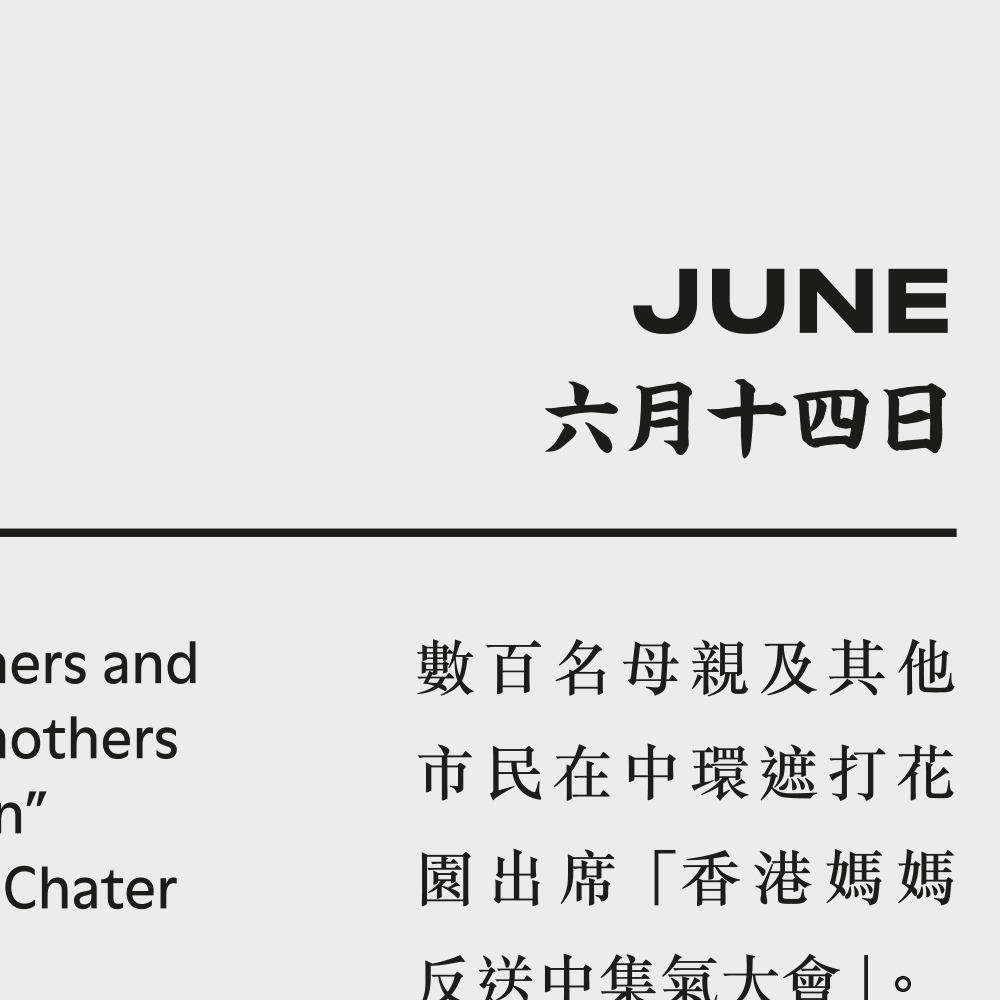 JUNE
六月十四日
hers and
nothers
n”
Chater
數百名母親及其他
市民在中環遮打花
園出席「香港媽媽
反送中集氣大會」。